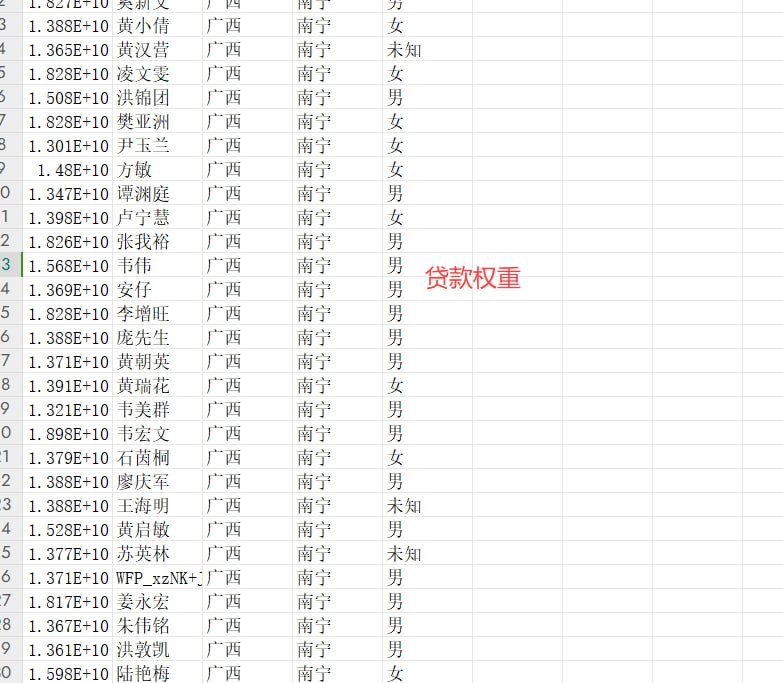 1.827E+10 奚新文 广西 南宁 男
3 1.388E+10 黄小倩 广西 南宁 女
4 1.365E+10 黄汉营 广西 南宁 未知
5 1.828E+10 凌文雯 广西 南宁 女
6 1.508E+10 洪锦团 广西 南宁 男
7 1.828E+10 樊亚洲 广西 南宁 女
8 1.301E+10 尹玉兰 广西 南宁 女
9 1.48E+10 方敏 广西 南宁 女
0 1.347E+10 谭渊庭 广西 南宁 男
1 1.398E+10 卢宁慧 广西 南宁 女
2 1.826E+10 张我裕 广西 南宁 男
3 1.568E+10 韦伟 广西 南宁 男
贷款权重
4 1.369E+10 安仔 广西 南宁 男
5 1.828E+10 李增旺 广西 南宁 男
6 1.388E+10 庞先生 广西 南宁 男
7 1.371E+10 黄朝英 广西 南宁 男
8 1.391E+10 黄瑞花 广西 南宁 女
9 1.321E+10 韦美群 广西 南宁 男
0 1.898E+10 韦宏文 广西 南宁 男
21 1.379E+10 石茵桐 广西 南宁 女
2 1.388E+10 廖庆军 广西 南宁 男
23 1.388E+10 王海明 广西 南宁 未知
4 1.528E+10 黄启敏 广西 南宁 男
5 1.377E+10 苏英林 广西 南宁 未知
6 1.371E+10 WFP_xzNK+J 广西 南宁 男
27 1.817E+10 姜永宏 广西 南宁 男
28 1.367E+10 朱伟铭 广西 南宁 男
9 1.361E+10 洪敦凯 广西 南宁 男
30 1.598E+10 陆艳梅 广西 南宁 女